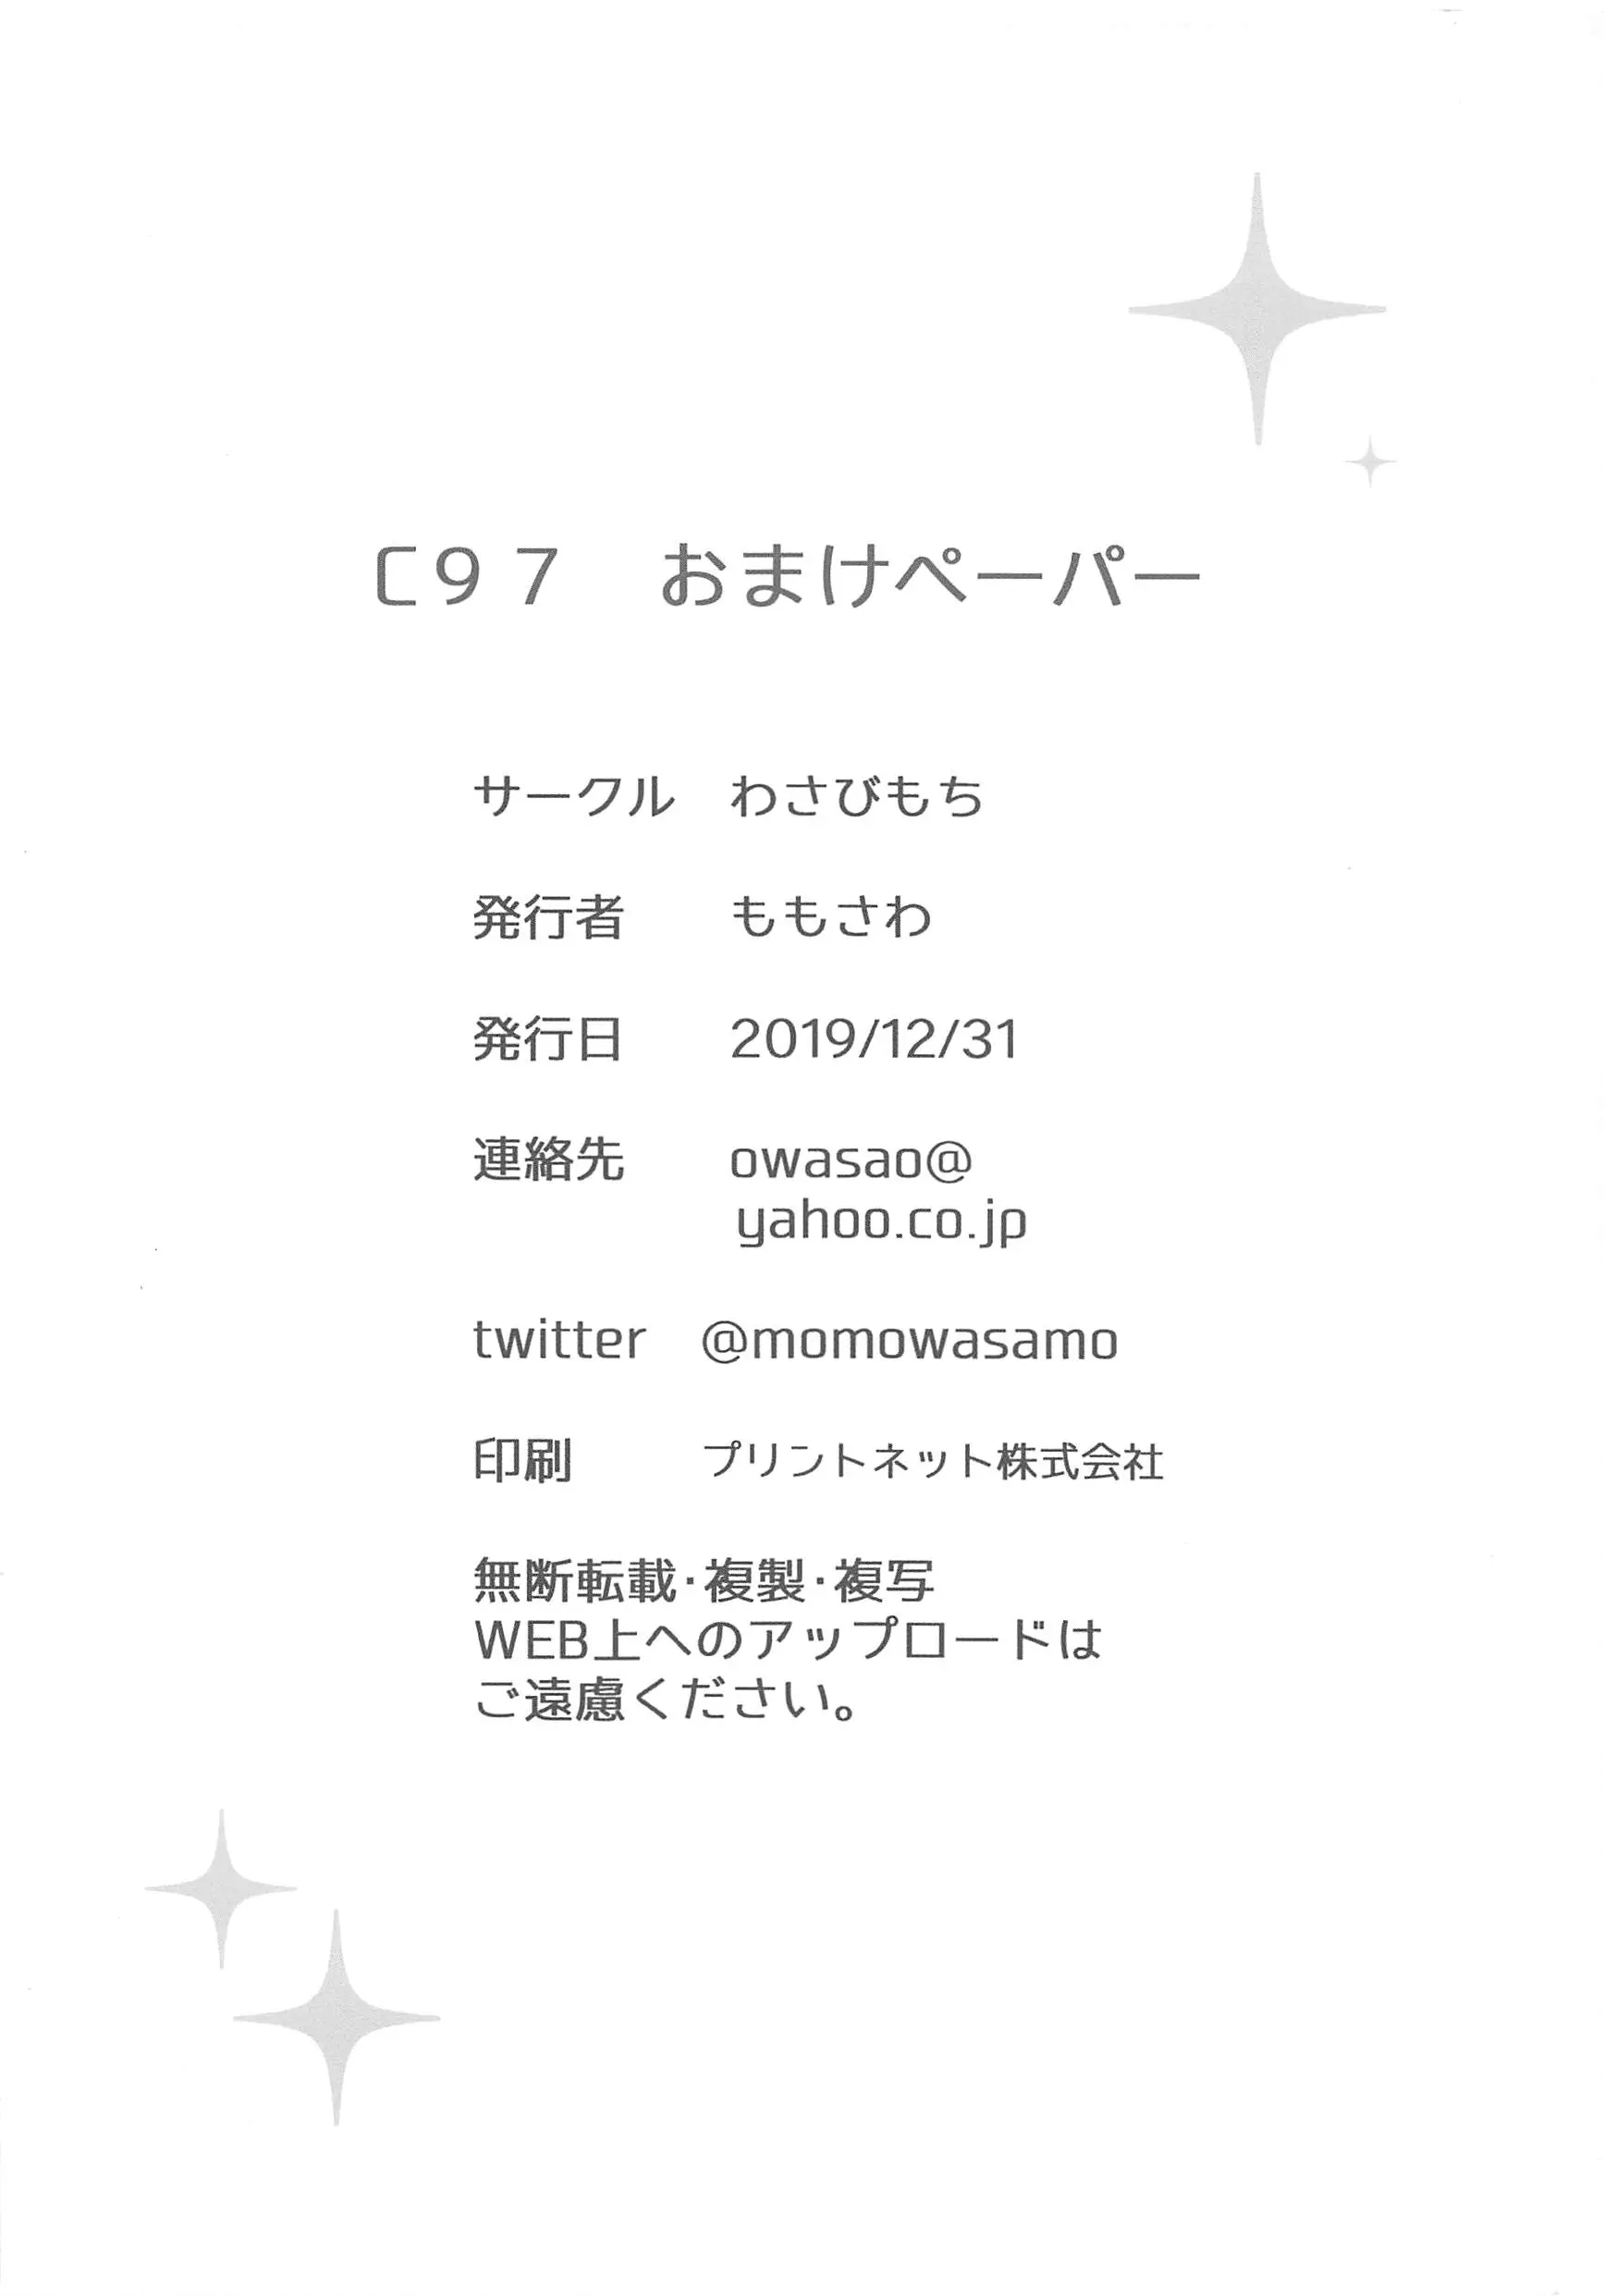 C97　おまけペーパー
サークル　わさびもち
発行者　ももさわ
発行日　2019/12/31
連絡先　owasao@
yahoo.co.jp
twitter　@momowasamo
印刷　プリントネット株式会社
無断転載・複製・複写
WEB上へのアップロードは
ご遠慮ください。